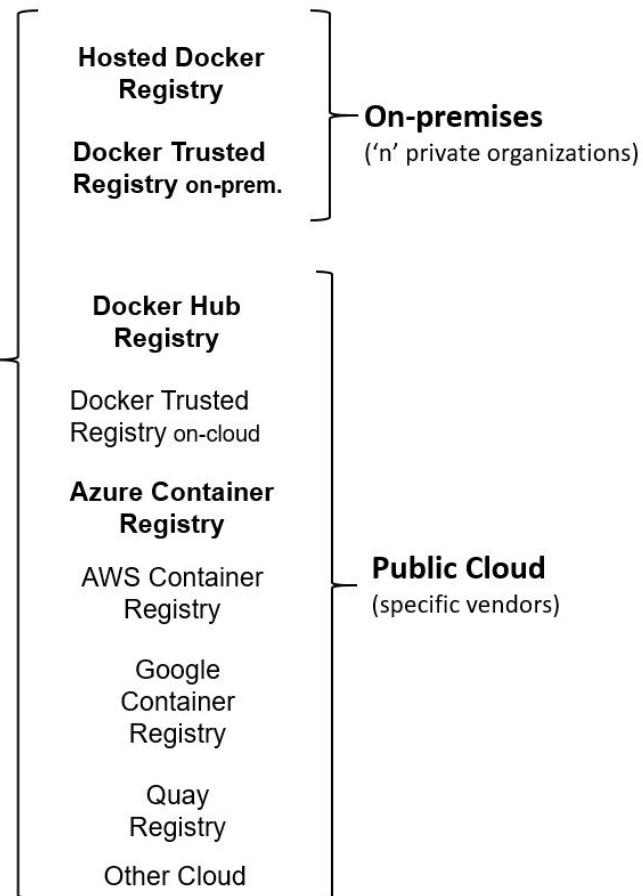 Hosted Docker
Registry
Docker Trusted
Registry on-prem.
On-premises
(‘n’ private organizations)
Docker Hub
Registry
Docker Trusted
Registry on-cloud
Azure Container
Registry
AWS Container
Registry
Google
Container
Registry
Quay
Registry
Other Cloud
Public Cloud
(specific vendors)